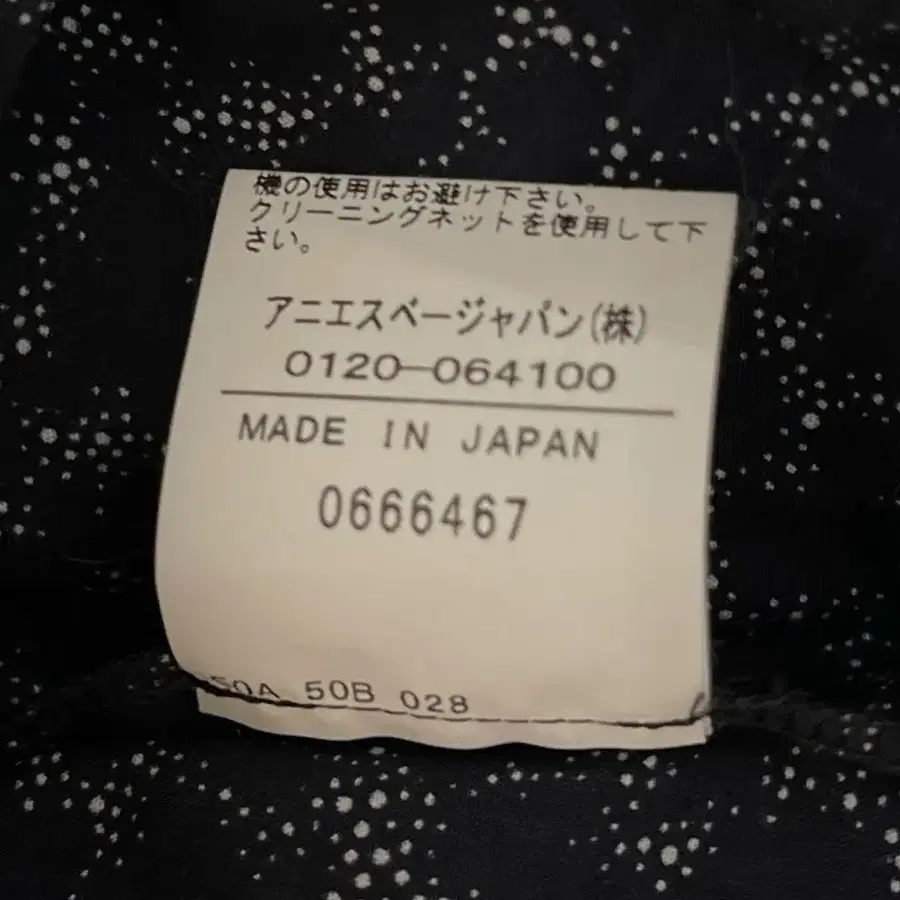 機の使用はお避け下さい。
クリーニングネットを使用して下
さい。
アニエスベージャパン(株)
0120-064100
MADE IN JAPAN
0666467
50A 50B 028